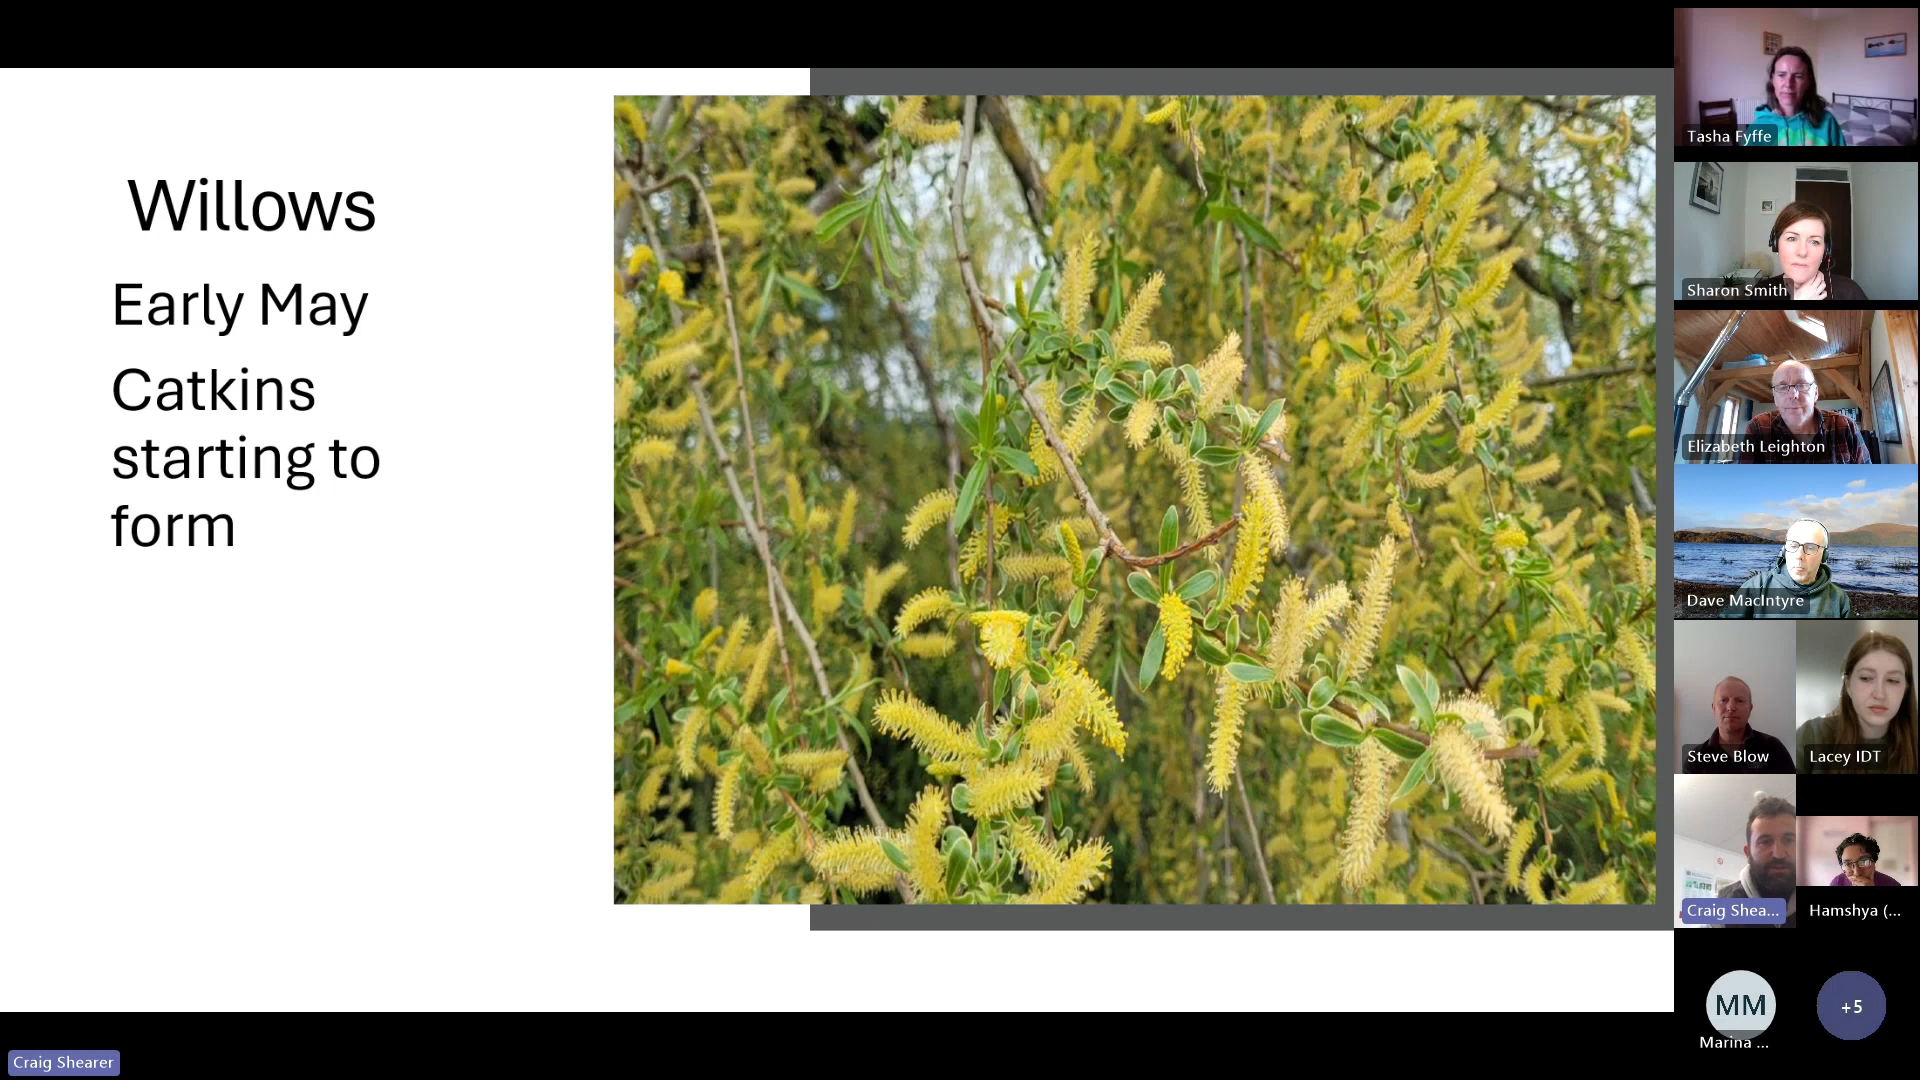 Willows
Early May
Catkins
starting to
form
Tasha Fyffe
Sharon Smith
Elizabeth Leighton
Dave MacIntyre
Steve Blow
Lacey IDT
Craig Shea...
Hamshya (...
MM
Marina ...
+5
Craig Shearer